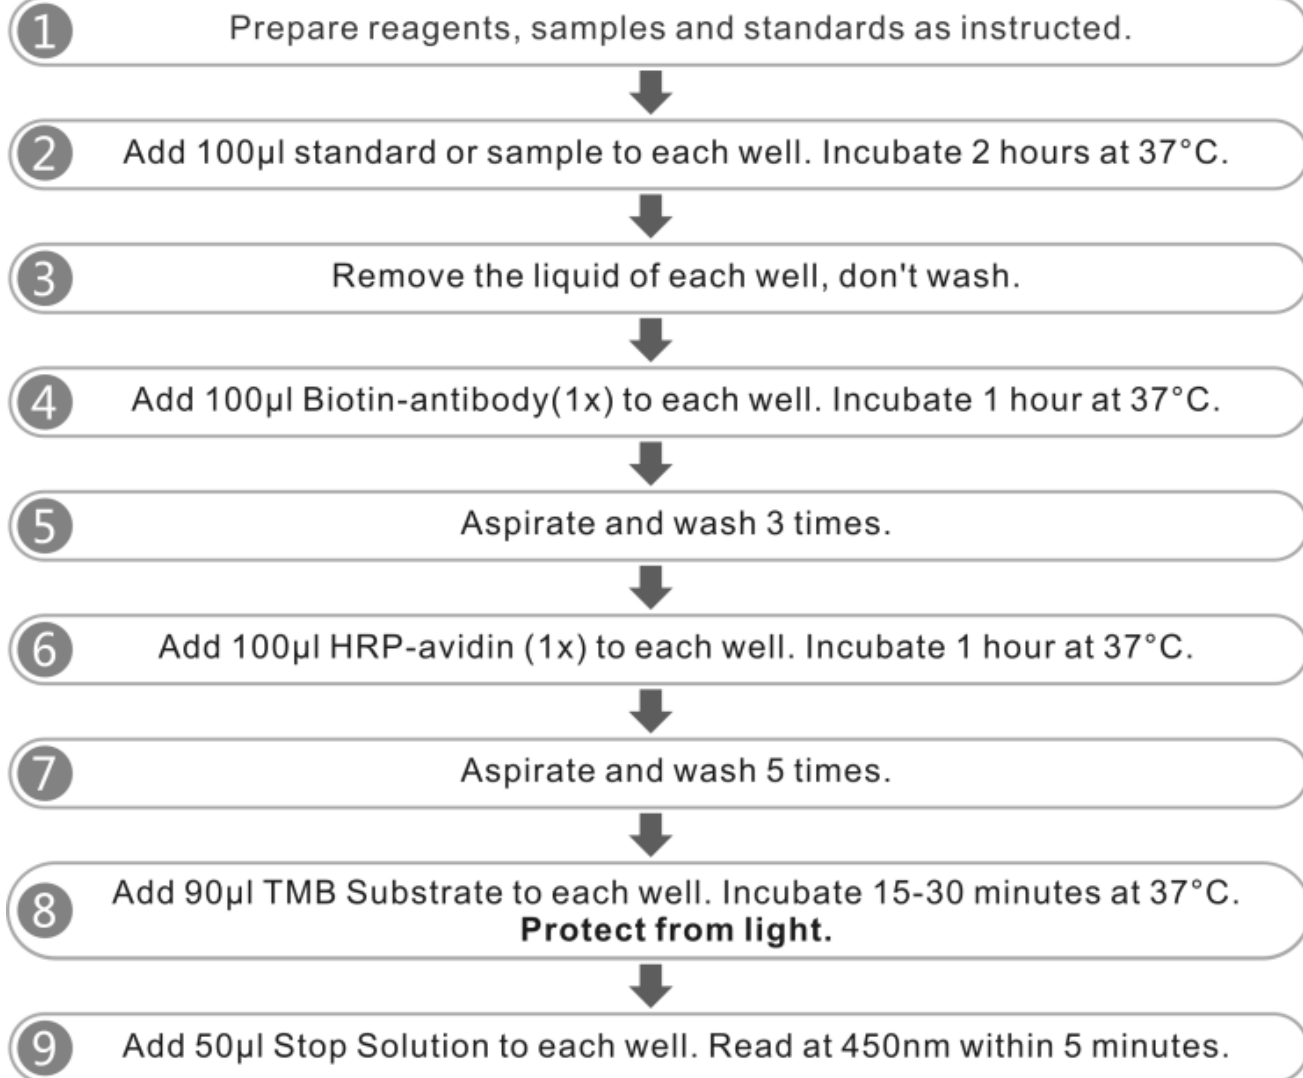 1 Prepare reagents, samples and standards as instructed.
2 Add 100µl standard or sample to each well. Incubate 2 hours at 37°C.
3 Remove the liquid of each well, don't wash.
4 Add 100µl Biotin-antibody(1x) to each well. Incubate 1 hour at 37°C.
5 Aspirate and wash 3 times.
6 Add 100µl HRP-avidin (1x) to each well. Incubate 1 hour at 37°C.
7 Aspirate and wash 5 times.
8 Add 90µl TMB Substrate to each well. Incubate 15-30 minutes at 37°C.
Protect from light.
9 Add 50µl Stop Solution to each well. Read at 450nm within 5 minutes.